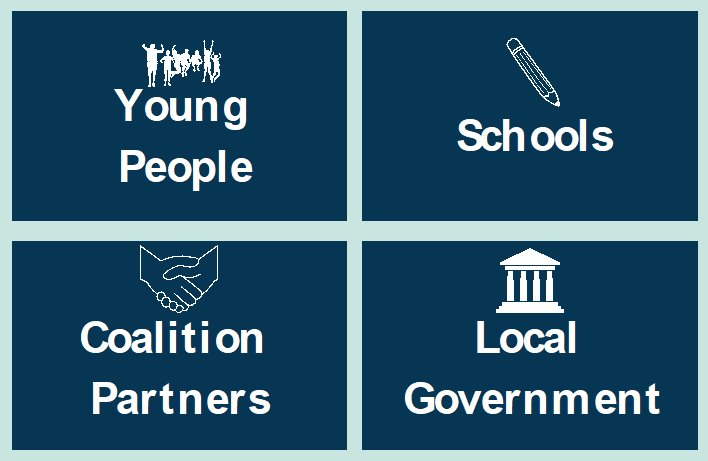 Young
People
Schools
Coalition
Partners
Local
Government